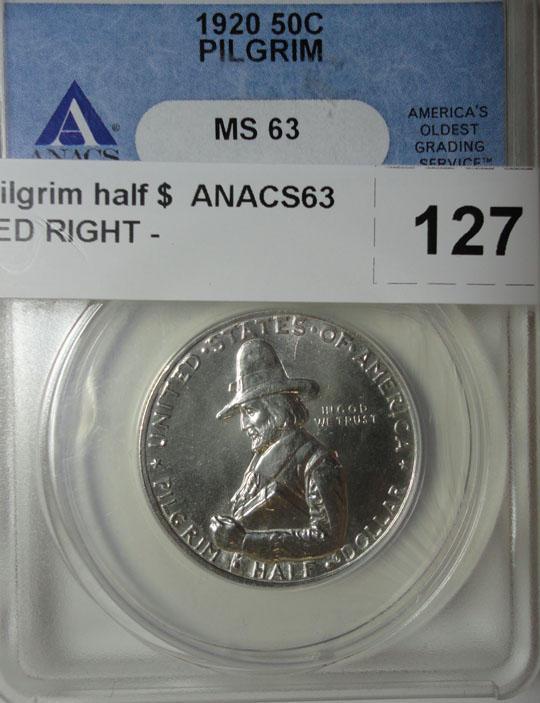 1920 50C
PILGRIM
MS 63
ANACS
AMERICA'S
OLDEST
GRADING
SERVICE™
ilgrim half $ ANACS63
ED RIGHT -
127
UNITED·STATES·OF·AMERICA
IN GOD
WE TRUST
PILGRIM HALF DOLLAR